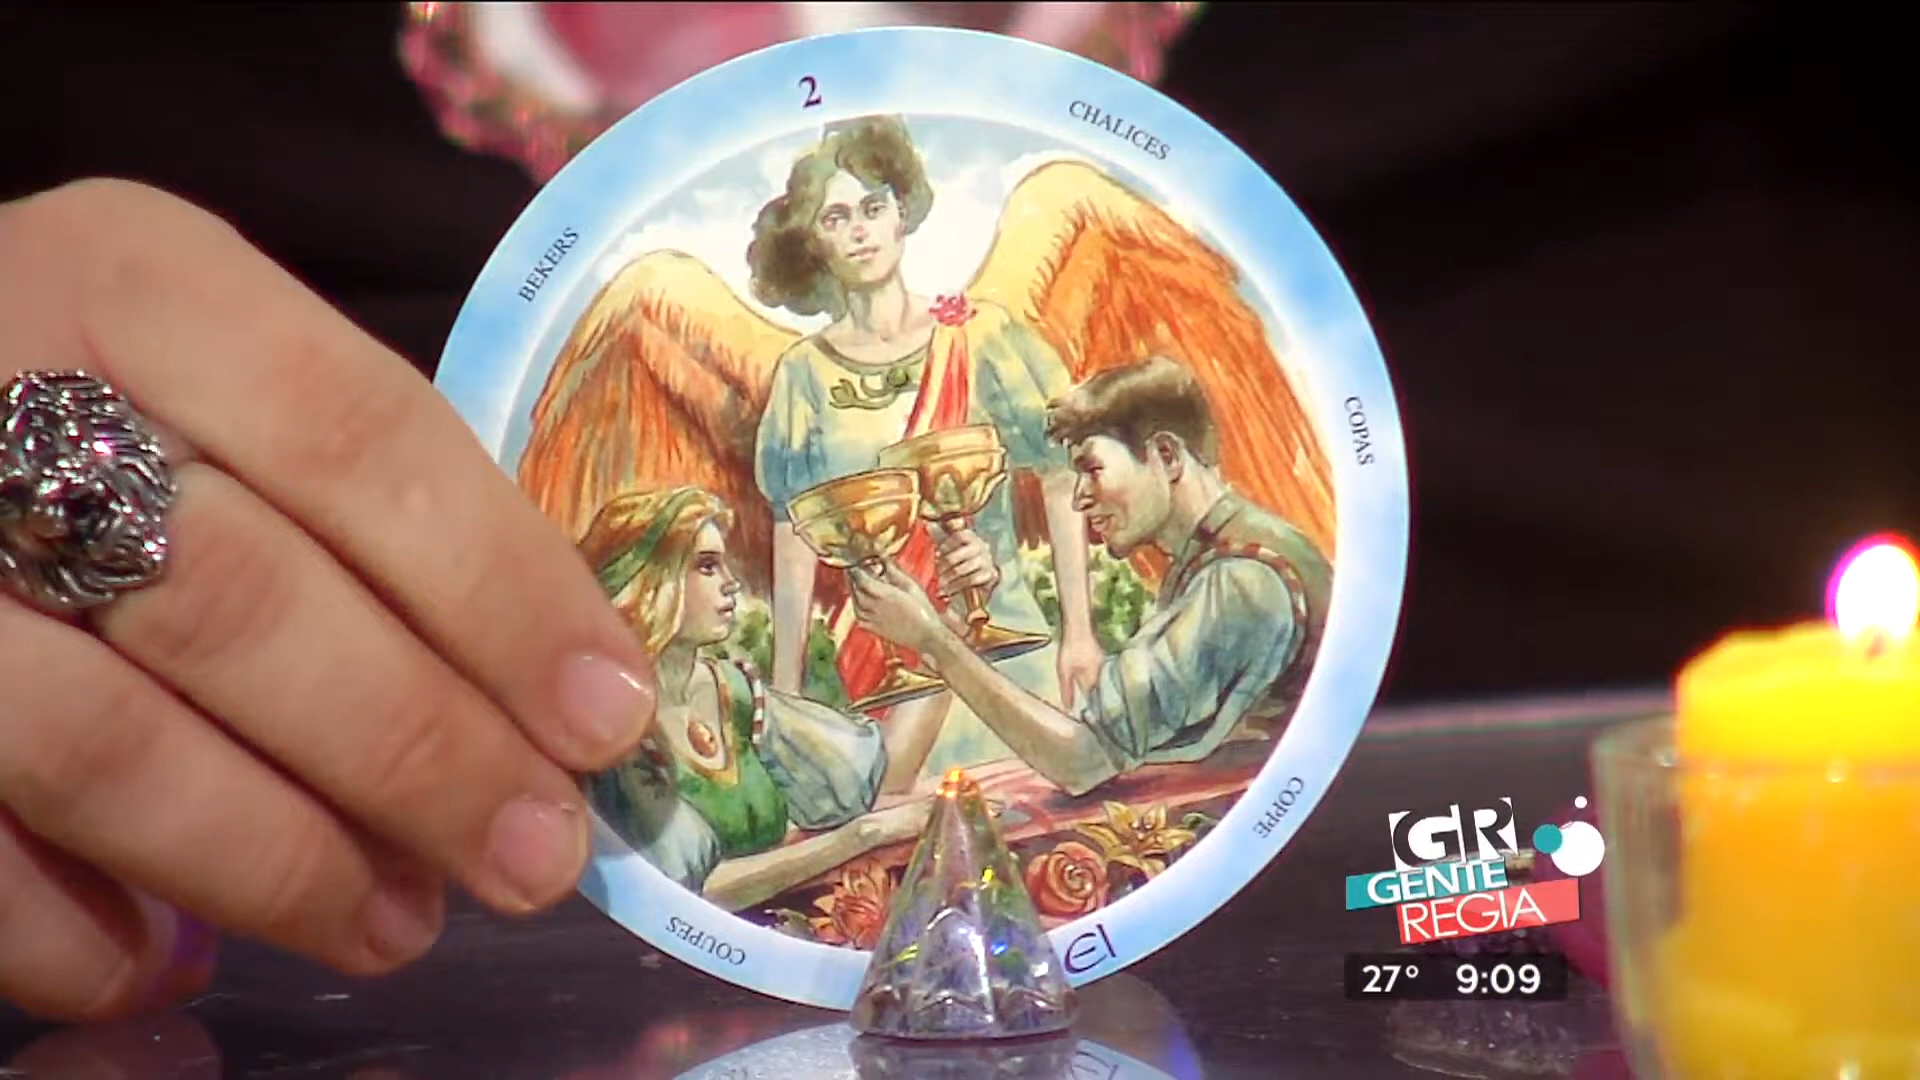 2
CHALICES
BEKERS
COPAS
COPPE
COUPES
GR
GENTE
REGIA
27° 9:09